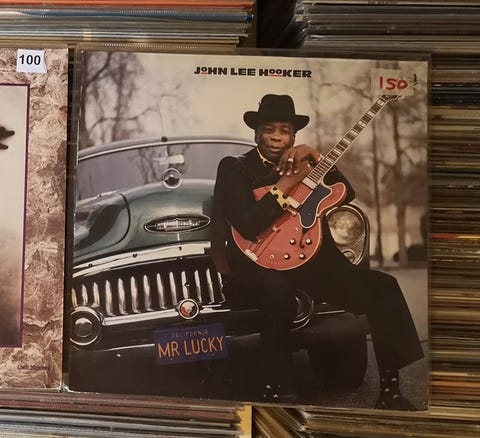 100
JOHN LEE HOOKER
150
CALIFORNIA
MR LUCKY